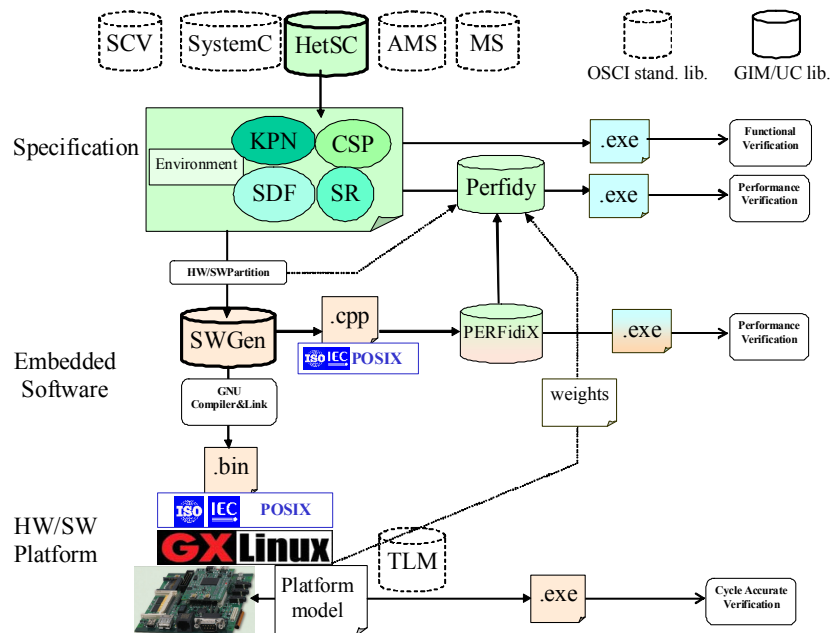 SCV
SystemC
HetSC
AMS
MS
OSCI stand. lib.
GIM/UC lib.
Specification
Environment
KPN
CSP
SDF
SR
Perfidy
.exe
Functional
Verification
.exe
Performance
Verification
HW/SWPartition
SWGen
.cpp
ISO IEC POSIX
PERFidiX
.exe
Performance
Verification
Embedded
Software
GNU
Compiler&Link
weights
.bin
ISO IEC POSIX
HW/SW
Platform
GXLinux
Platform
model
TLM
.exe
Cycle Accurate
Verification